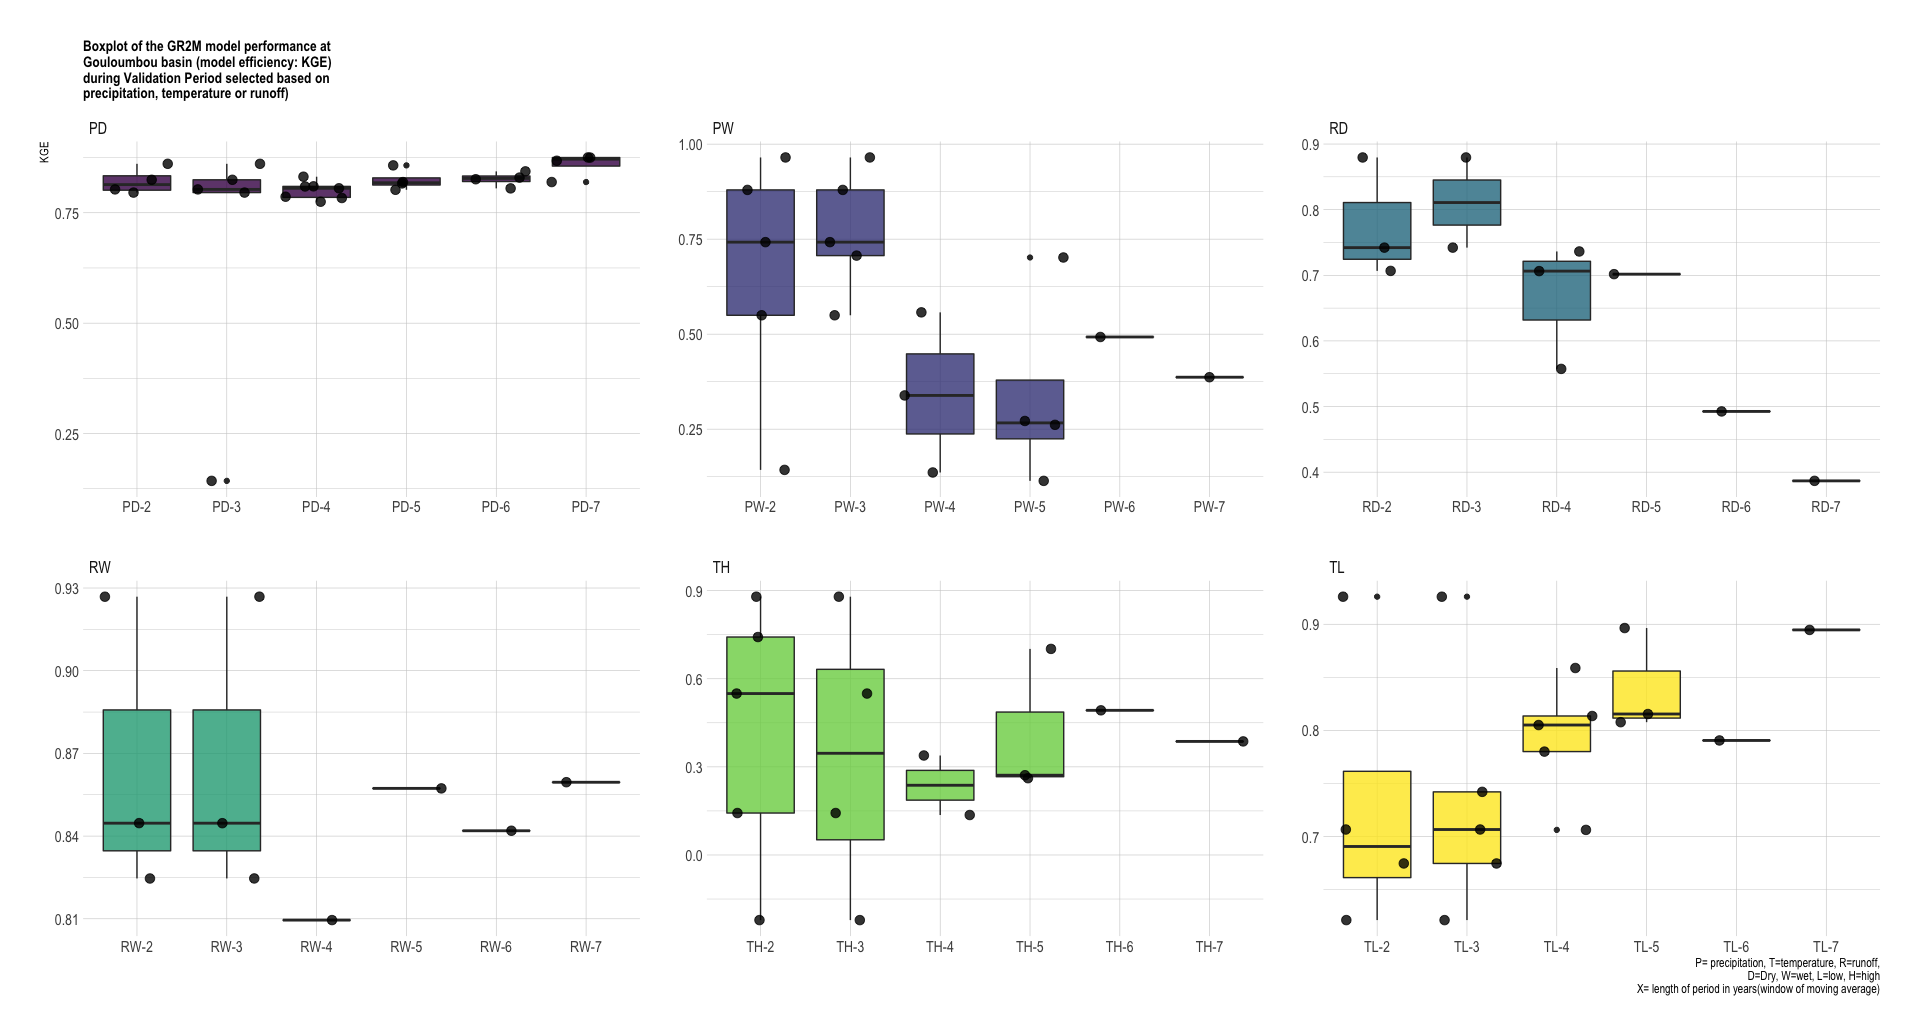 Boxplot of the GR2M model performance at
Gouloumbou basin (model efficiency: KGE)
during Validation Period selected based on
precipitation, temperature or runoff)
KGE
PD
0.75
0.50
0.25
PD-2 PD-3 PD-4 PD-5 PD-6 PD-7
PW
1.00
0.75
0.50
0.25
PW-2 PW-3 PW-4 PW-5 PW-6 PW-7
RD
0.9
0.8
0.7
0.6
0.5
0.4
RD-2 RD-3 RD-4 RD-5 RD-6 RD-7
RW
0.93
0.90
0.87
0.84
0.81
RW-2 RW-3 RW-4 RW-5 RW-6 RW-7
TH
0.9
0.6
0.3
0.0
TH-2 TH-3 TH-4 TH-5 TH-6 TH-7
TL
0.9
0.8
0.7
TL-2 TL-3 TL-4 TL-5 TL-6 TL-7
P= precipitation, T=temperature, R=runoff,
D=Dry, W=wet, L=low, H=high
X= length of period in years(window of moving average)